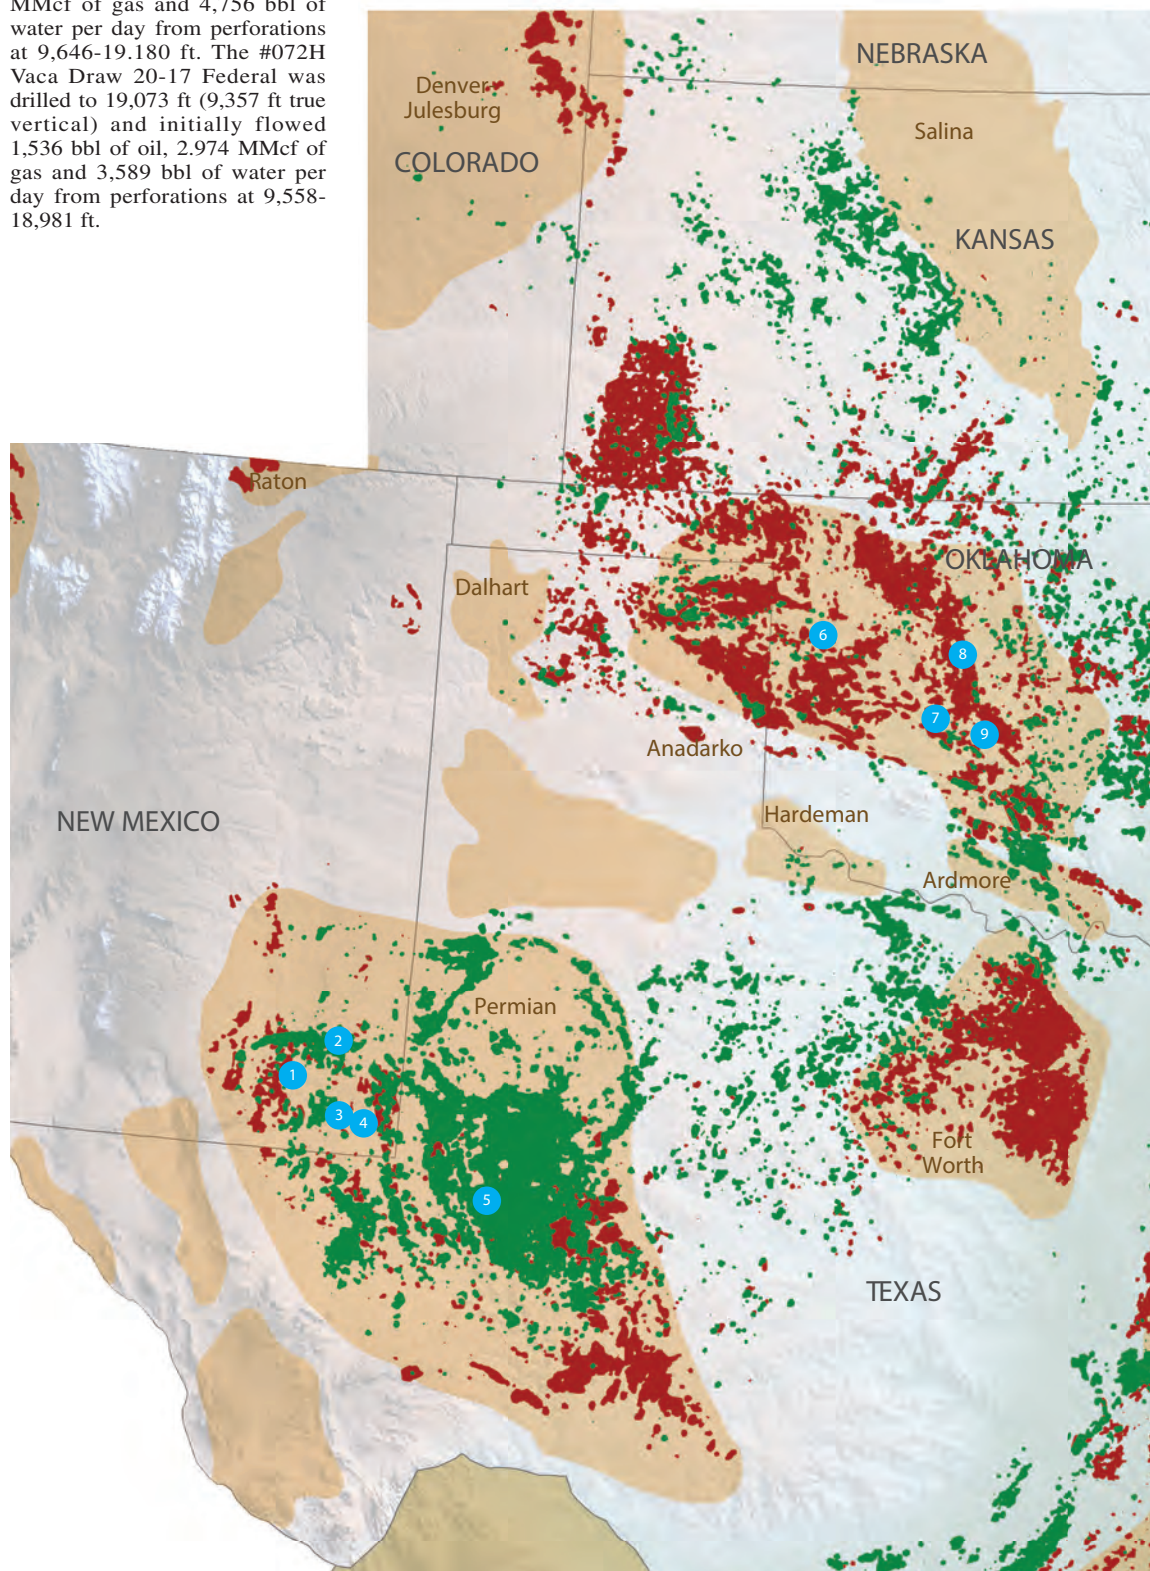 MMcf of gas and 4,756 bbl of
water per day from perforations
at 9,646-19.180 ft. The #072H
Vaca Draw 20-17 Federal was
drilled to 19,073 ft (9,357 ft true
vertical) and initially flowed
1,536 bbl of oil, 2.974 MMcf of
gas and 3,589 bbl of water per
day from perforations at 9,558-
18,981 ft.
NEBRASKA
Denver-
Julesburg
Salina
COLORADO
KANSAS
Raton
OKLAHOMA
Dalhart
6
8
7
9
Anadarko
NEW MEXICO
Hardeman
Ardmore
Permian
2
1
3
4
Fort
Worth
5
TEXAS